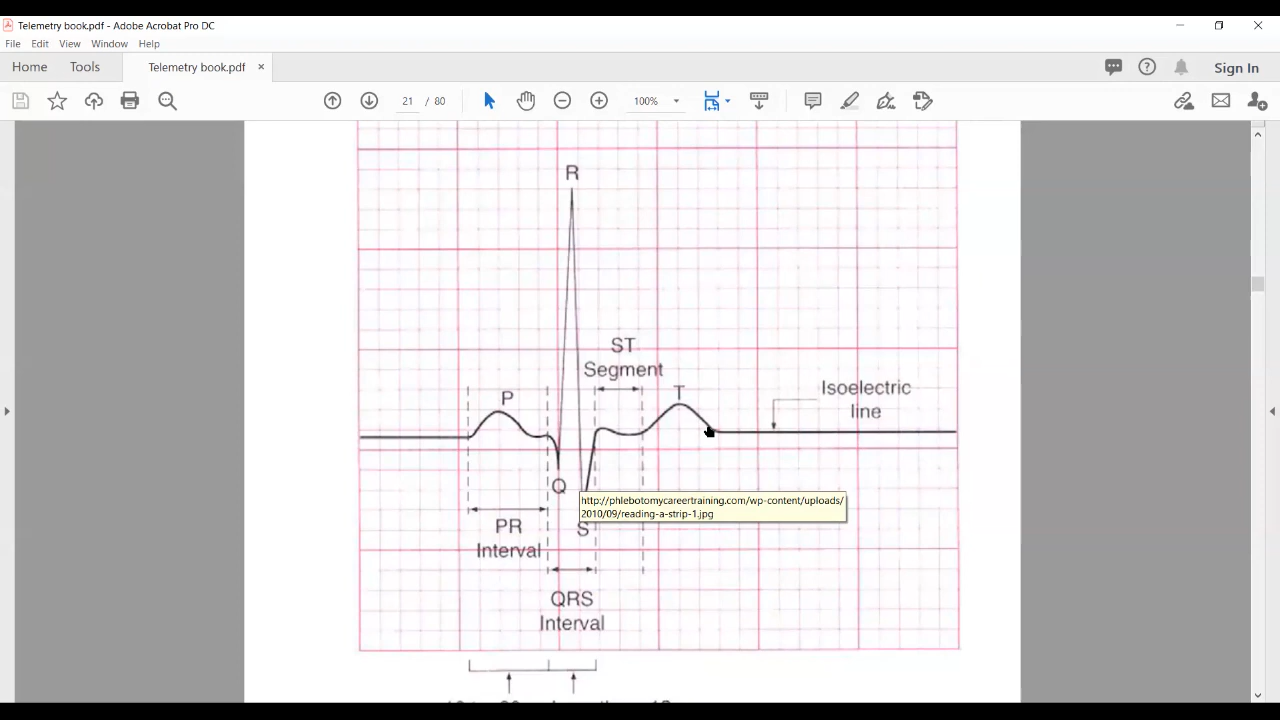 Telemetry book.pdf - Adobe Acrobat Pro DC
File Edit View Window Help
Home Tools Telemetry book.pdf × Sign In
21 / 80 100%
R
ST
Segment
P
T
Isoelectric
line
Q
http://phlebotomycareertraining.com/wp-content/uploads/
2010/09/reading-a-strip-1.jpg
S
PR
Interval
QRS
Interval